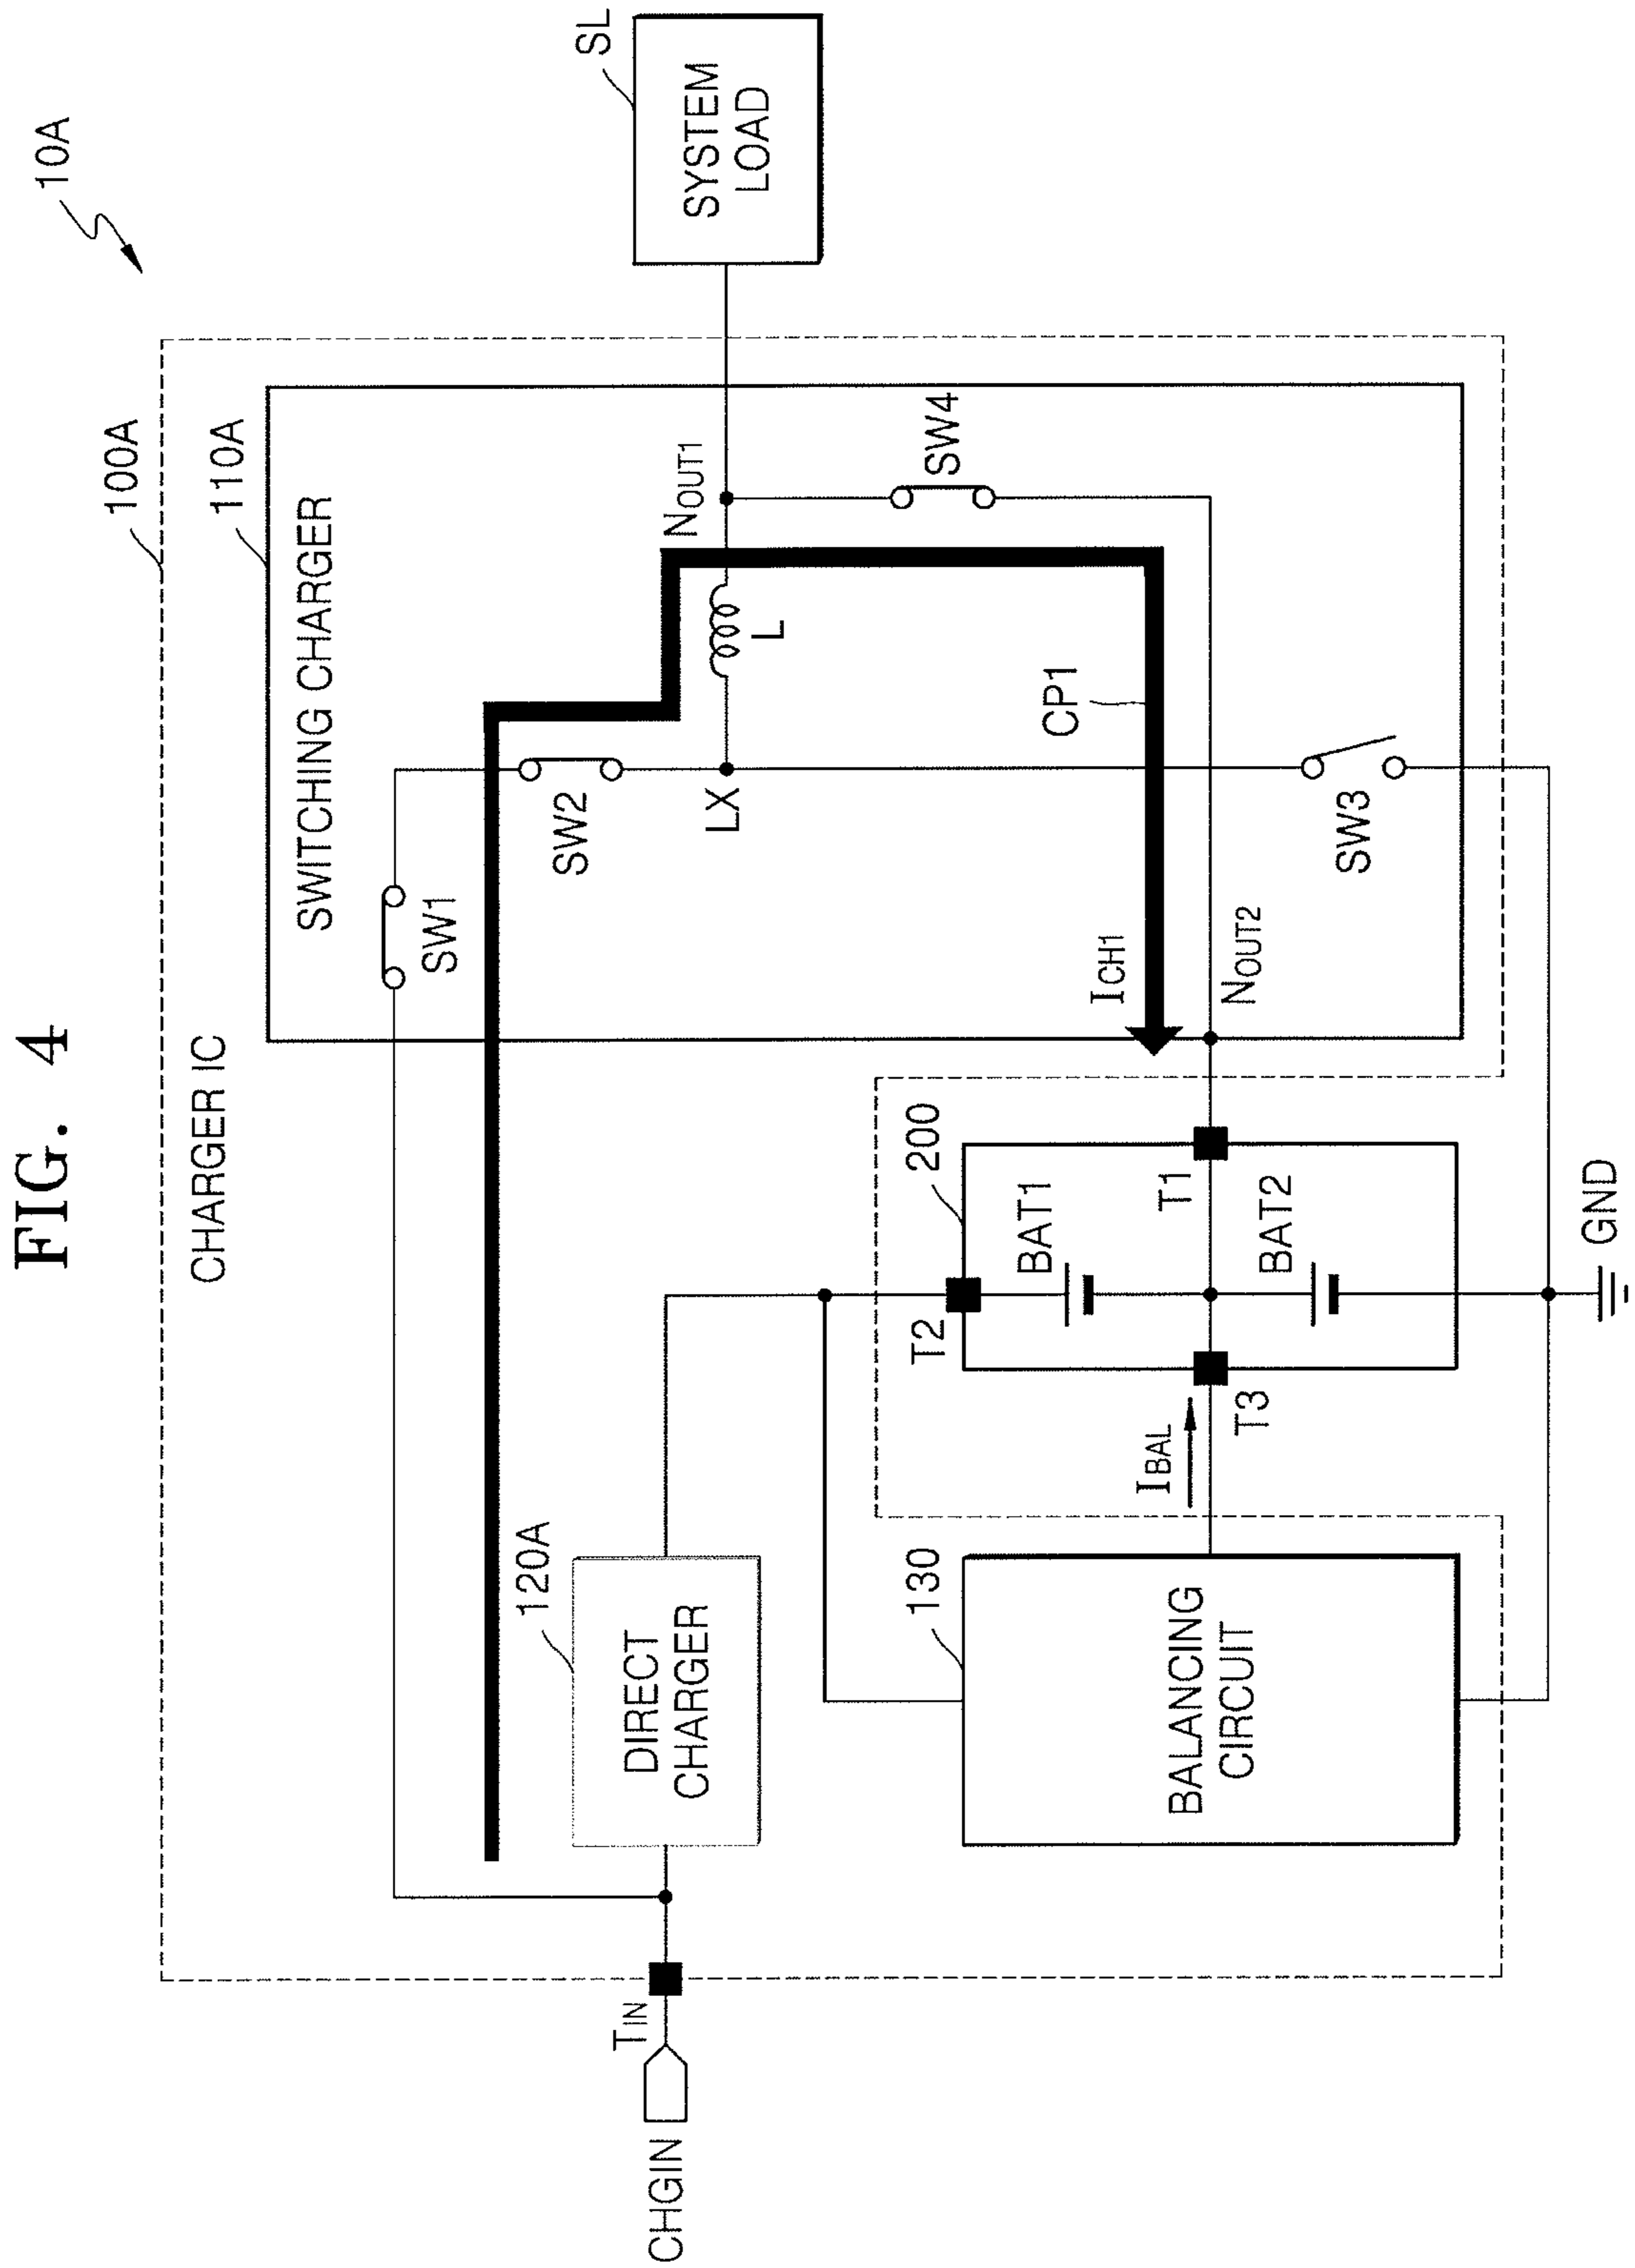 FIG. 4
10A
100A
CHARGER IC
110A
SWITCHING CHARGER
SW1
SW2
LX
L
NOUT1
SW4
SL
SYSTEM
LOAD
CP1
ICH1
NOUT2
SW3
CHGIN
TIN
120A
DIRECT
CHARGER
130
BALANCING
CIRCUIT
IBAL
T3
T2
200
BAT1
T1
BAT2
GND